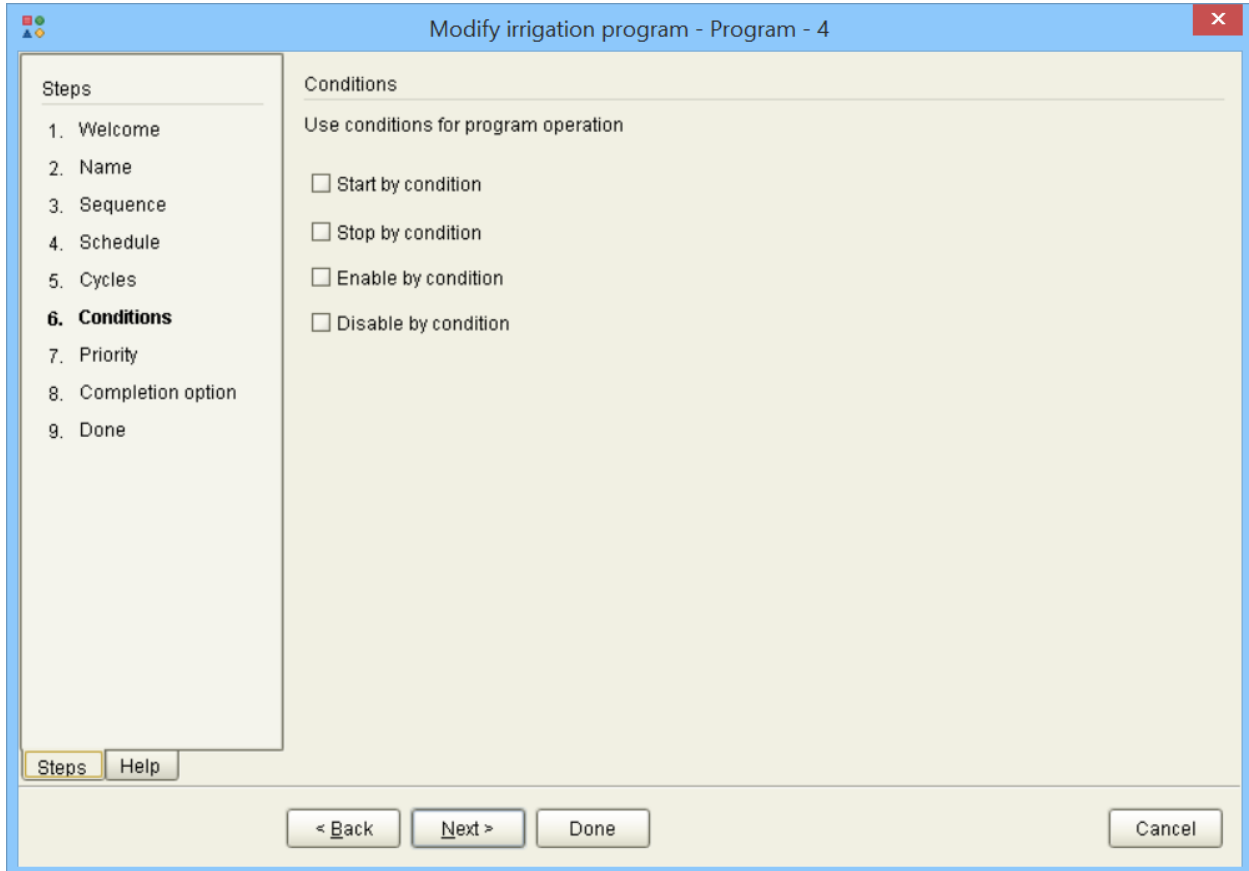 Modify irrigation program - Program - 4
Steps
1. Welcome
2. Name
3. Sequence
4. Schedule
5. Cycles
6. Conditions
7. Priority
8. Completion option
9. Done
Steps
Help
Conditions
Use conditions for program operation
Start by condition
Stop by condition
Enable by condition
Disable by condition
< Back
Next >
Done
Cancel